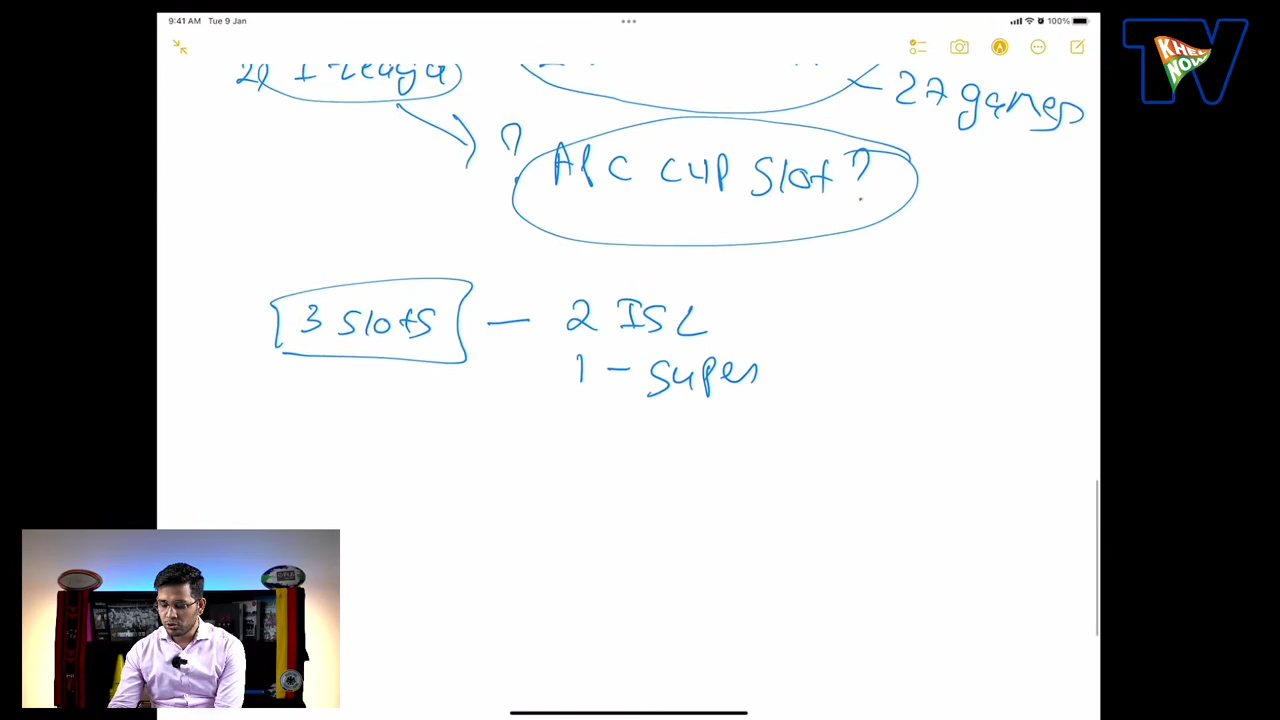 9:41 AM Tue 9 Jan
100%
TV
KHEL
NOW
27 games
?
AFC CUP Slot?
3 Slots — 2 ISL
1 - Super